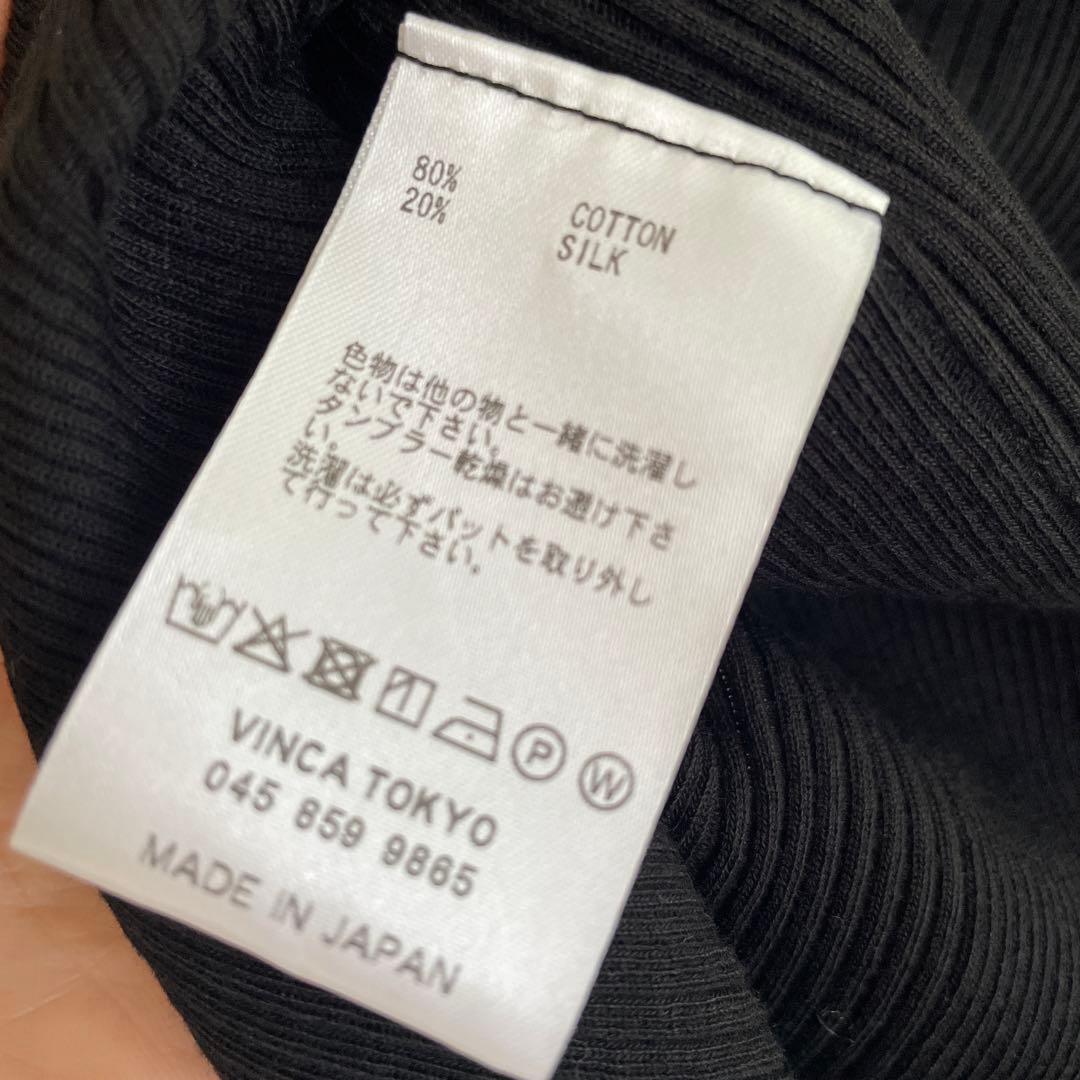 80% COTTON
20% SILK
色物は他の物と一緒に洗濯し
ないで下さい。
タンブラー乾燥はお避け下さ
い。
洗濯は必ずパットを取り外し
て行って下さい。
P W
VINCA TOKYO
045 859 9865
MADE IN JAPAN